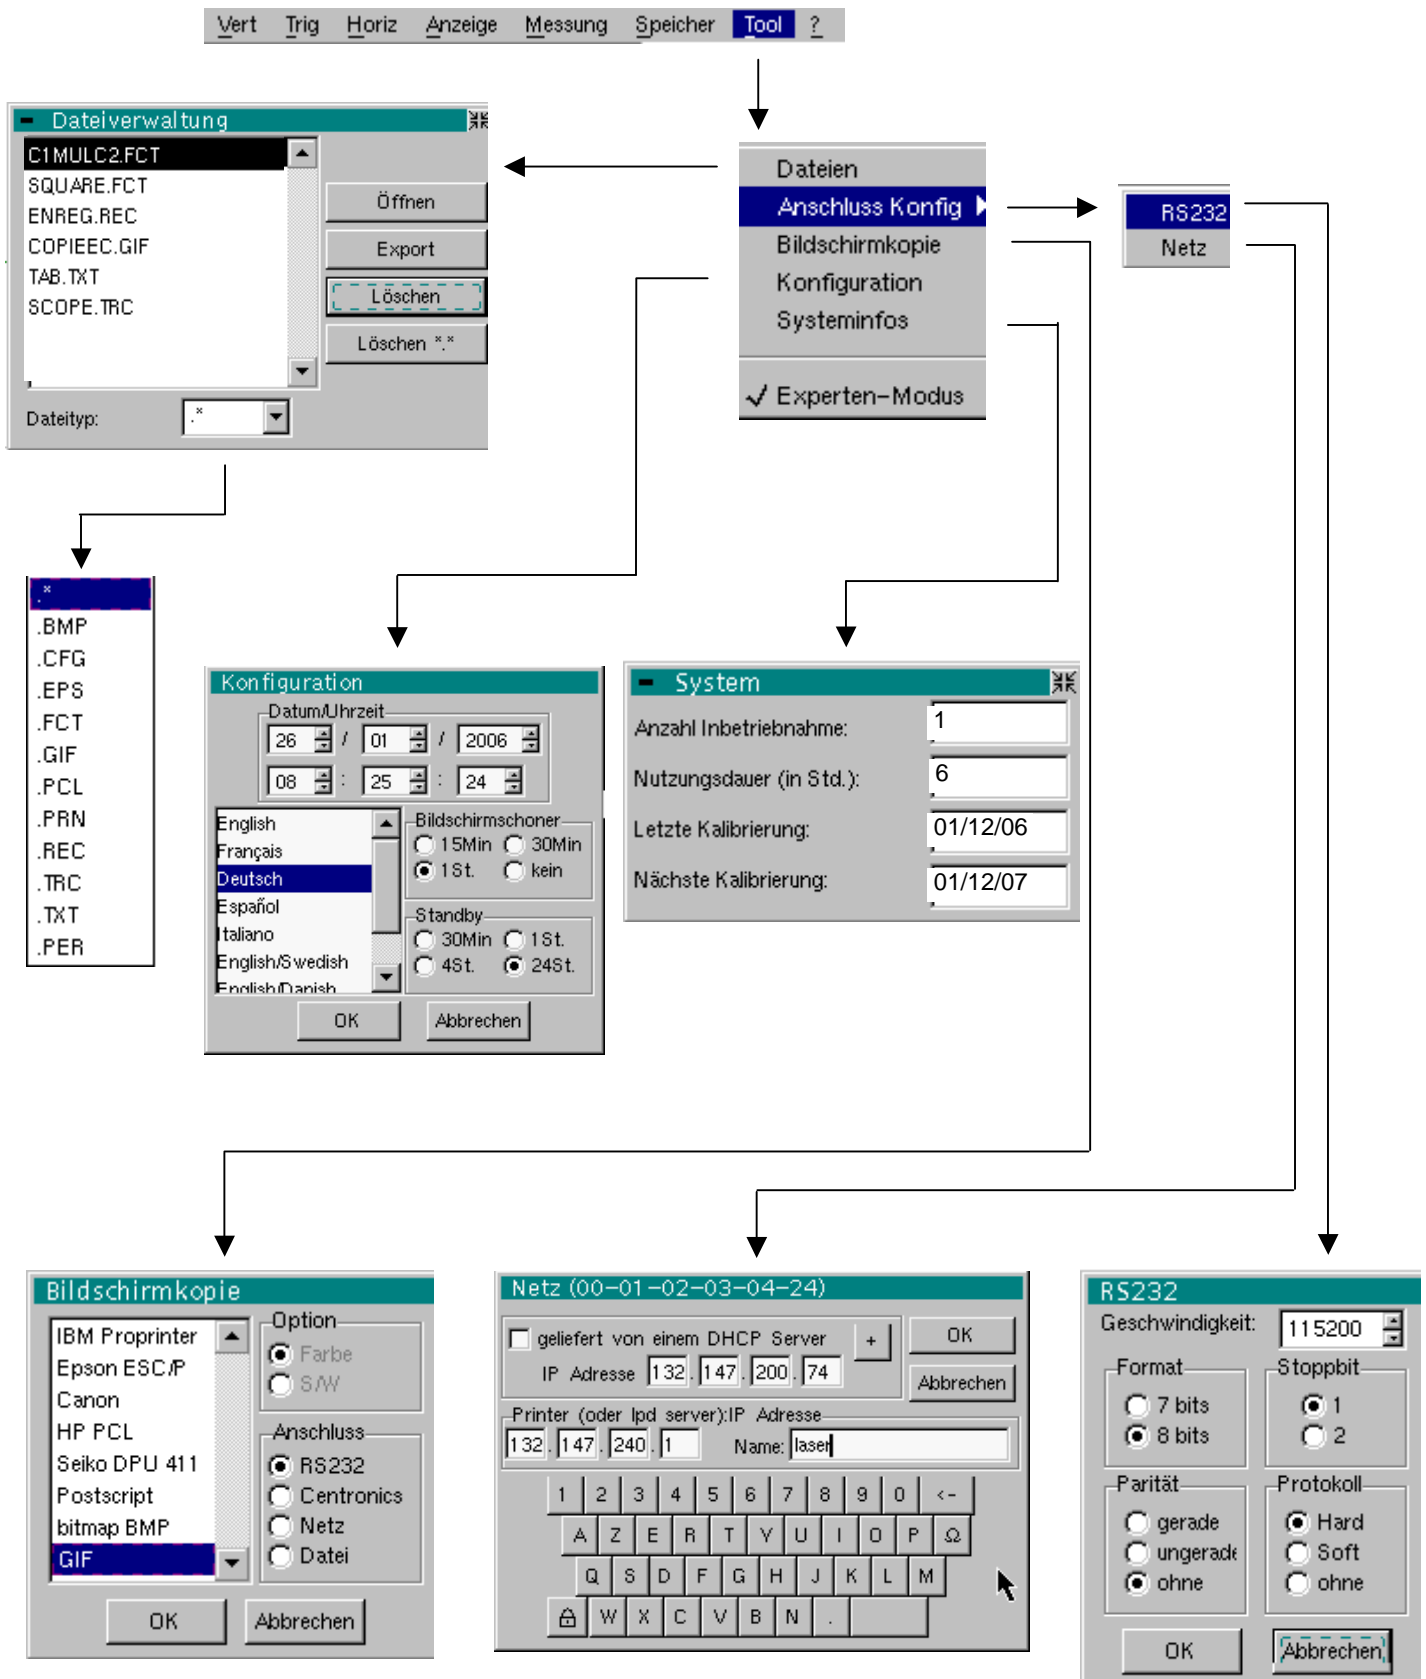 Vert Trig Horiz Anzeige Messung Speicher Tool ?
Dateiverwaltung
C1MULC2.FCT
SQUARE.FCT
ENREG.REC
COPIEEC.GIF
TAB.TXT
SCOPE.TRC
Öffnen
Export
Löschen
Löschen *.*
Dateityp: .*
Dateien
Anschluss Konfig
Bildschirmkopie
Konfiguration
Systeminfos
Experten-Modus
RS232
Netz
.*
.BMP
.CFG
.EPS
.FCT
.GIF
.PCL
.PRN
.REC
.TRC
.TXT
.PER
Konfiguration
Datum/Uhrzeit
26 / 01 / 2006
08 : 25 : 24
English
Français
Deutsch
Español
Italiano
English/Swedish
English/Danish
Bildschirmschoner
15Min 30Min
1St. kein
Standby
30Min 1St.
4St. 24St.
OK Abbrechen
System
Anzahl Inbetriebnahme: 1
Nutzungsdauer (in Std.): 6
Letzte Kalibrierung: 01/12/06
Nächste Kalibrierung: 01/12/07
Bildschirmkopie
IBM Proprinter
Epson ESC/P
Canon
HP PCL
Seiko DPU 411
Postscript
bitmap BMP
GIF
Option
Farbe
S/W
Anschluss
RS232
Centronics
Netz
Datei
OK Abbrechen
Netz (00-01-02-03-04-24)
geliefert von einem DHCP Server +
IP Adresse 132.147.200.74
OK
Abbrechen
Printer (oder lpd server):IP Adresse
132.147.240.1 Name: laser
1 2 3 4 5 6 7 8 9 0 <-
A Z E R T Y U I O P Ω
Q S D F G H J K L M
W X C V B N .
RS232
Geschwindigkeit: 115200
Format
7 bits
8 bits
Stoppbit
1
2
Parität
gerade
ungerade
ohne
Protokoll
Hard
Soft
ohne
OK Abbrechen